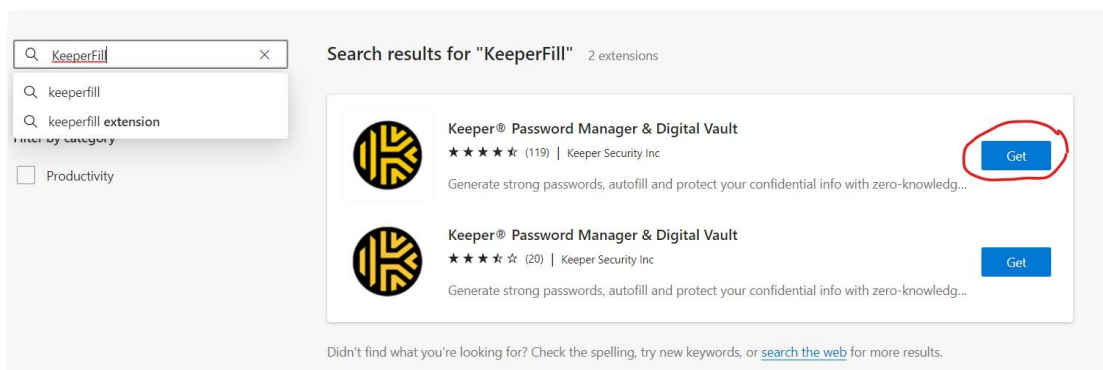 KeeperFill
keeperfill
keeperfill extension
Filter by category
Productivity
Search results for "KeeperFill" 2 extensions
Keeper® Password Manager & Digital Vault
(119) | Keeper Security Inc
Generate strong passwords, autofill and protect your confidential info with zero-knowledg...
Get
Keeper® Password Manager & Digital Vault
(20) | Keeper Security Inc
Generate strong passwords, autofill and protect your confidential info with zero-knowledg...
Get
Didn't find what you're looking for? Check the spelling, try new keywords, or search the web for more results.